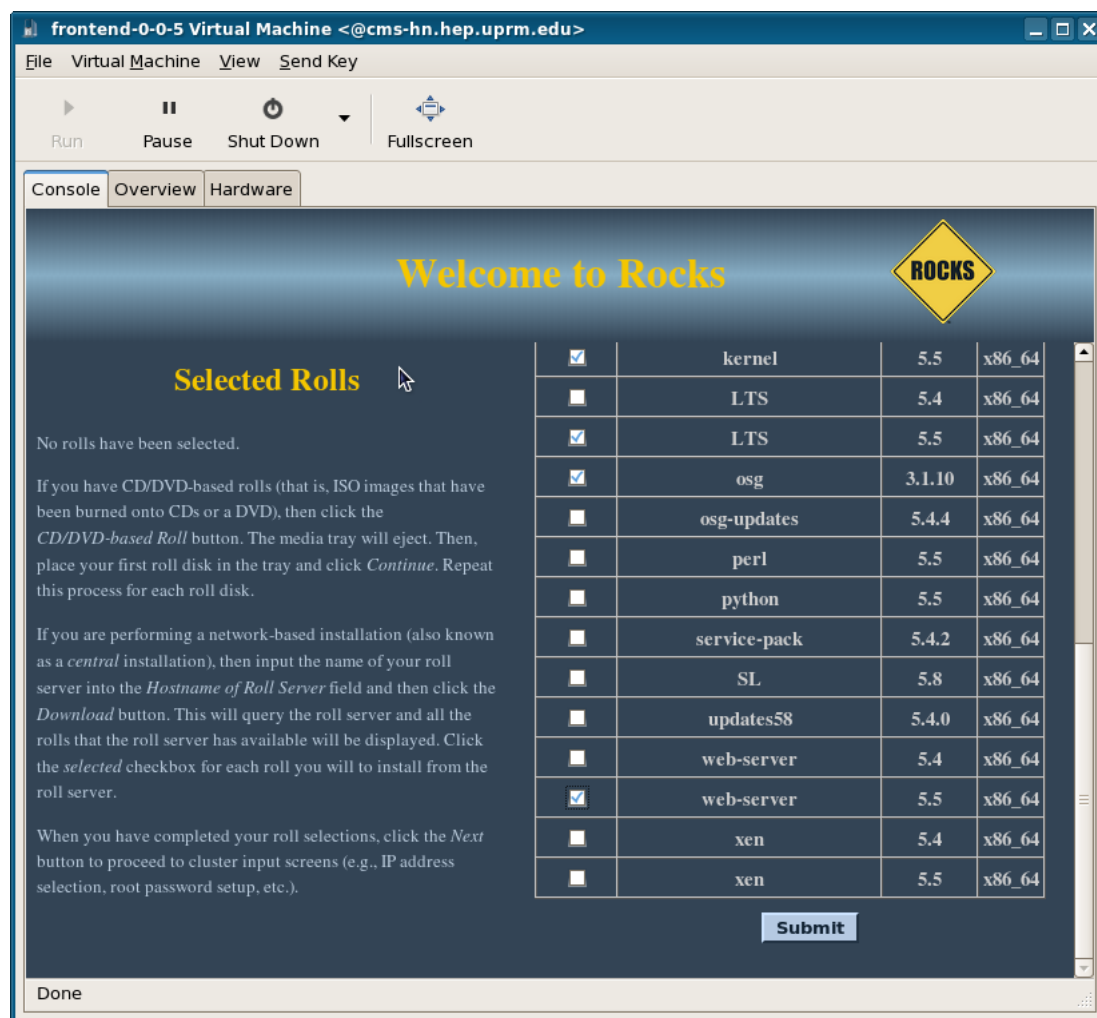 frontend-0-0-5 Virtual Machine <@cms-hn.hep.uprm.edu>
File Virtual Machine View Send Key
Run Pause Shut Down Fullscreen
Console Overview Hardware
Welcome to Rocks
ROCKS
Selected Rolls
No rolls have been selected.
If you have CD/DVD-based rolls (that is, ISO images that have
been burned onto CDs or a DVD), then click the
CD/DVD-based Roll button. The media tray will eject. Then,
place your first roll disk in the tray and click Continue. Repeat
this process for each roll disk.
If you are performing a network-based installation (also known
as a central installation), then input the name of your roll
server into the Hostname of Roll Server field and then click the
Download button. This will query the roll server and all the
rolls that the roll server has available will be displayed. Click
the selected checkbox for each roll you will to install from the
roll server.
When you have completed your roll selections, click the Next
button to proceed to cluster input screens (e.g., IP address
selection, root password setup, etc.).
kernel 5.5 x86_64
LTS 5.4 x86_64
LTS 5.5 x86_64
osg 3.1.10 x86_64
osg-updates 5.4.4 x86_64
perl 5.5 x86_64
python 5.5 x86_64
service-pack 5.4.2 x86_64
SL 5.8 x86_64
updates58 5.4.0 x86_64
web-server 5.4 x86_64
web-server 5.5 x86_64
xen 5.4 x86_64
xen 5.5 x86_64
Submit
Done